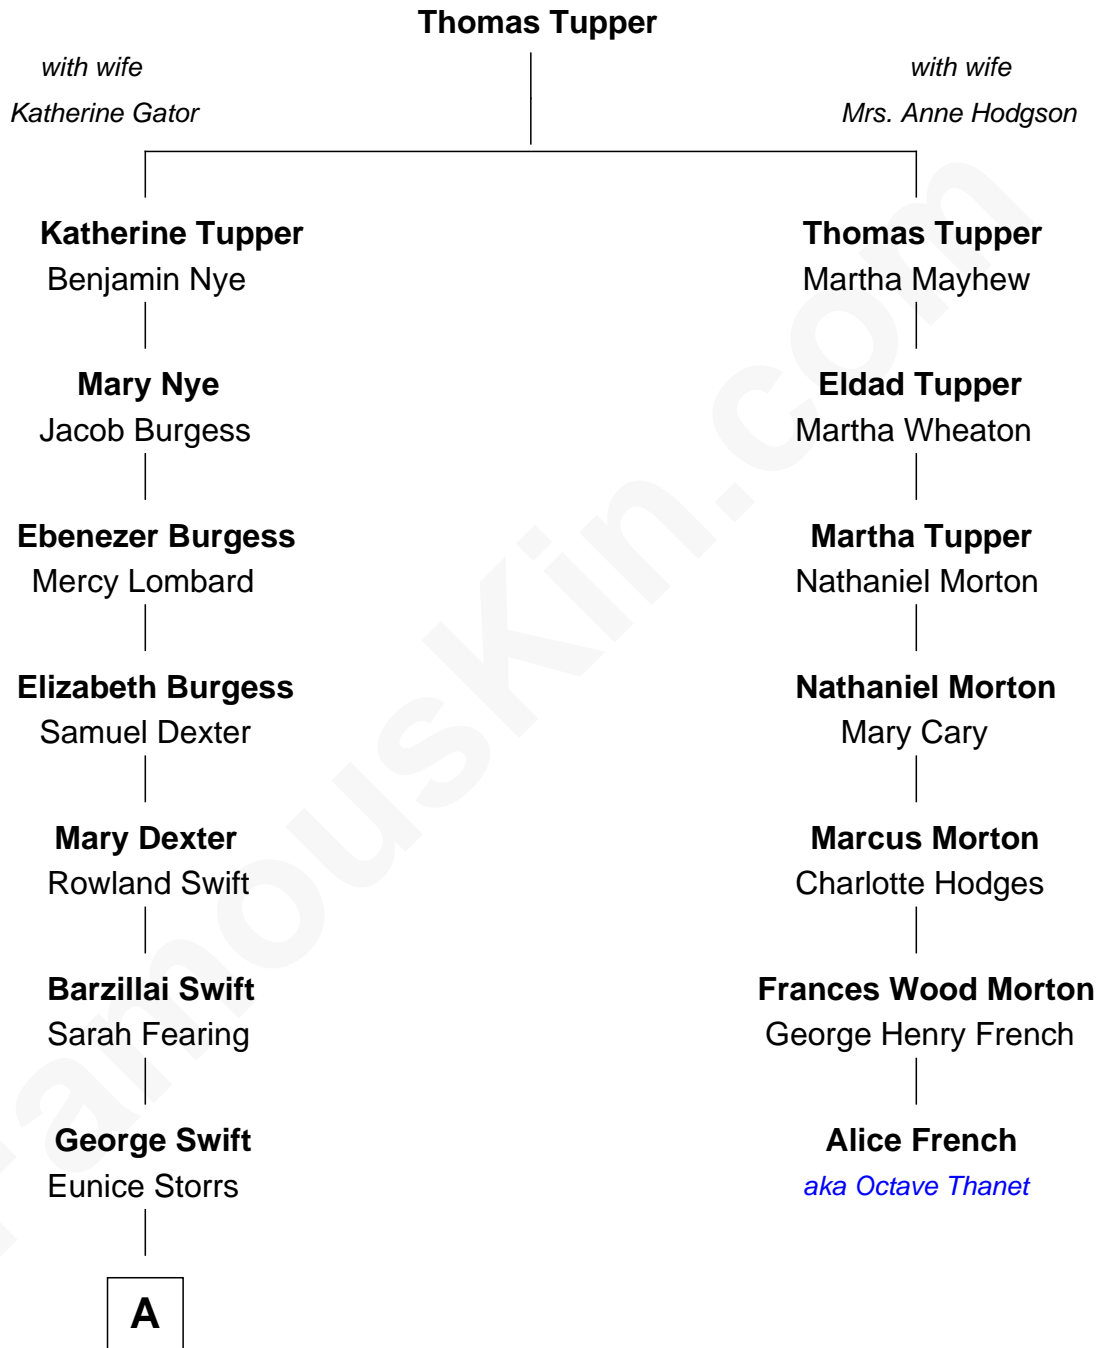 Thomas Tupper
with wife
Katherine Gator
with wife
Mrs. Anne Hodgson
Katherine Tupper
Benjamin Nye
Thomas Tupper
Martha Mayhew
Mary Nye
Jacob Burgess
Eldad Tupper
Martha Wheaton
Ebenezer Burgess
Mercy Lombard
Martha Tupper
Nathaniel Morton
Elizabeth Burgess
Samuel Dexter
Nathaniel Morton
Mary Cary
Mary Dexter
Rowland Swift
Marcus Morton
Charlotte Hodges
Barzillai Swift
Sarah Fearing
Frances Wood Morton
George Henry French
George Swift
Eunice Storrs
Alice French
aka Octave Thanet
A
FamousKin.com